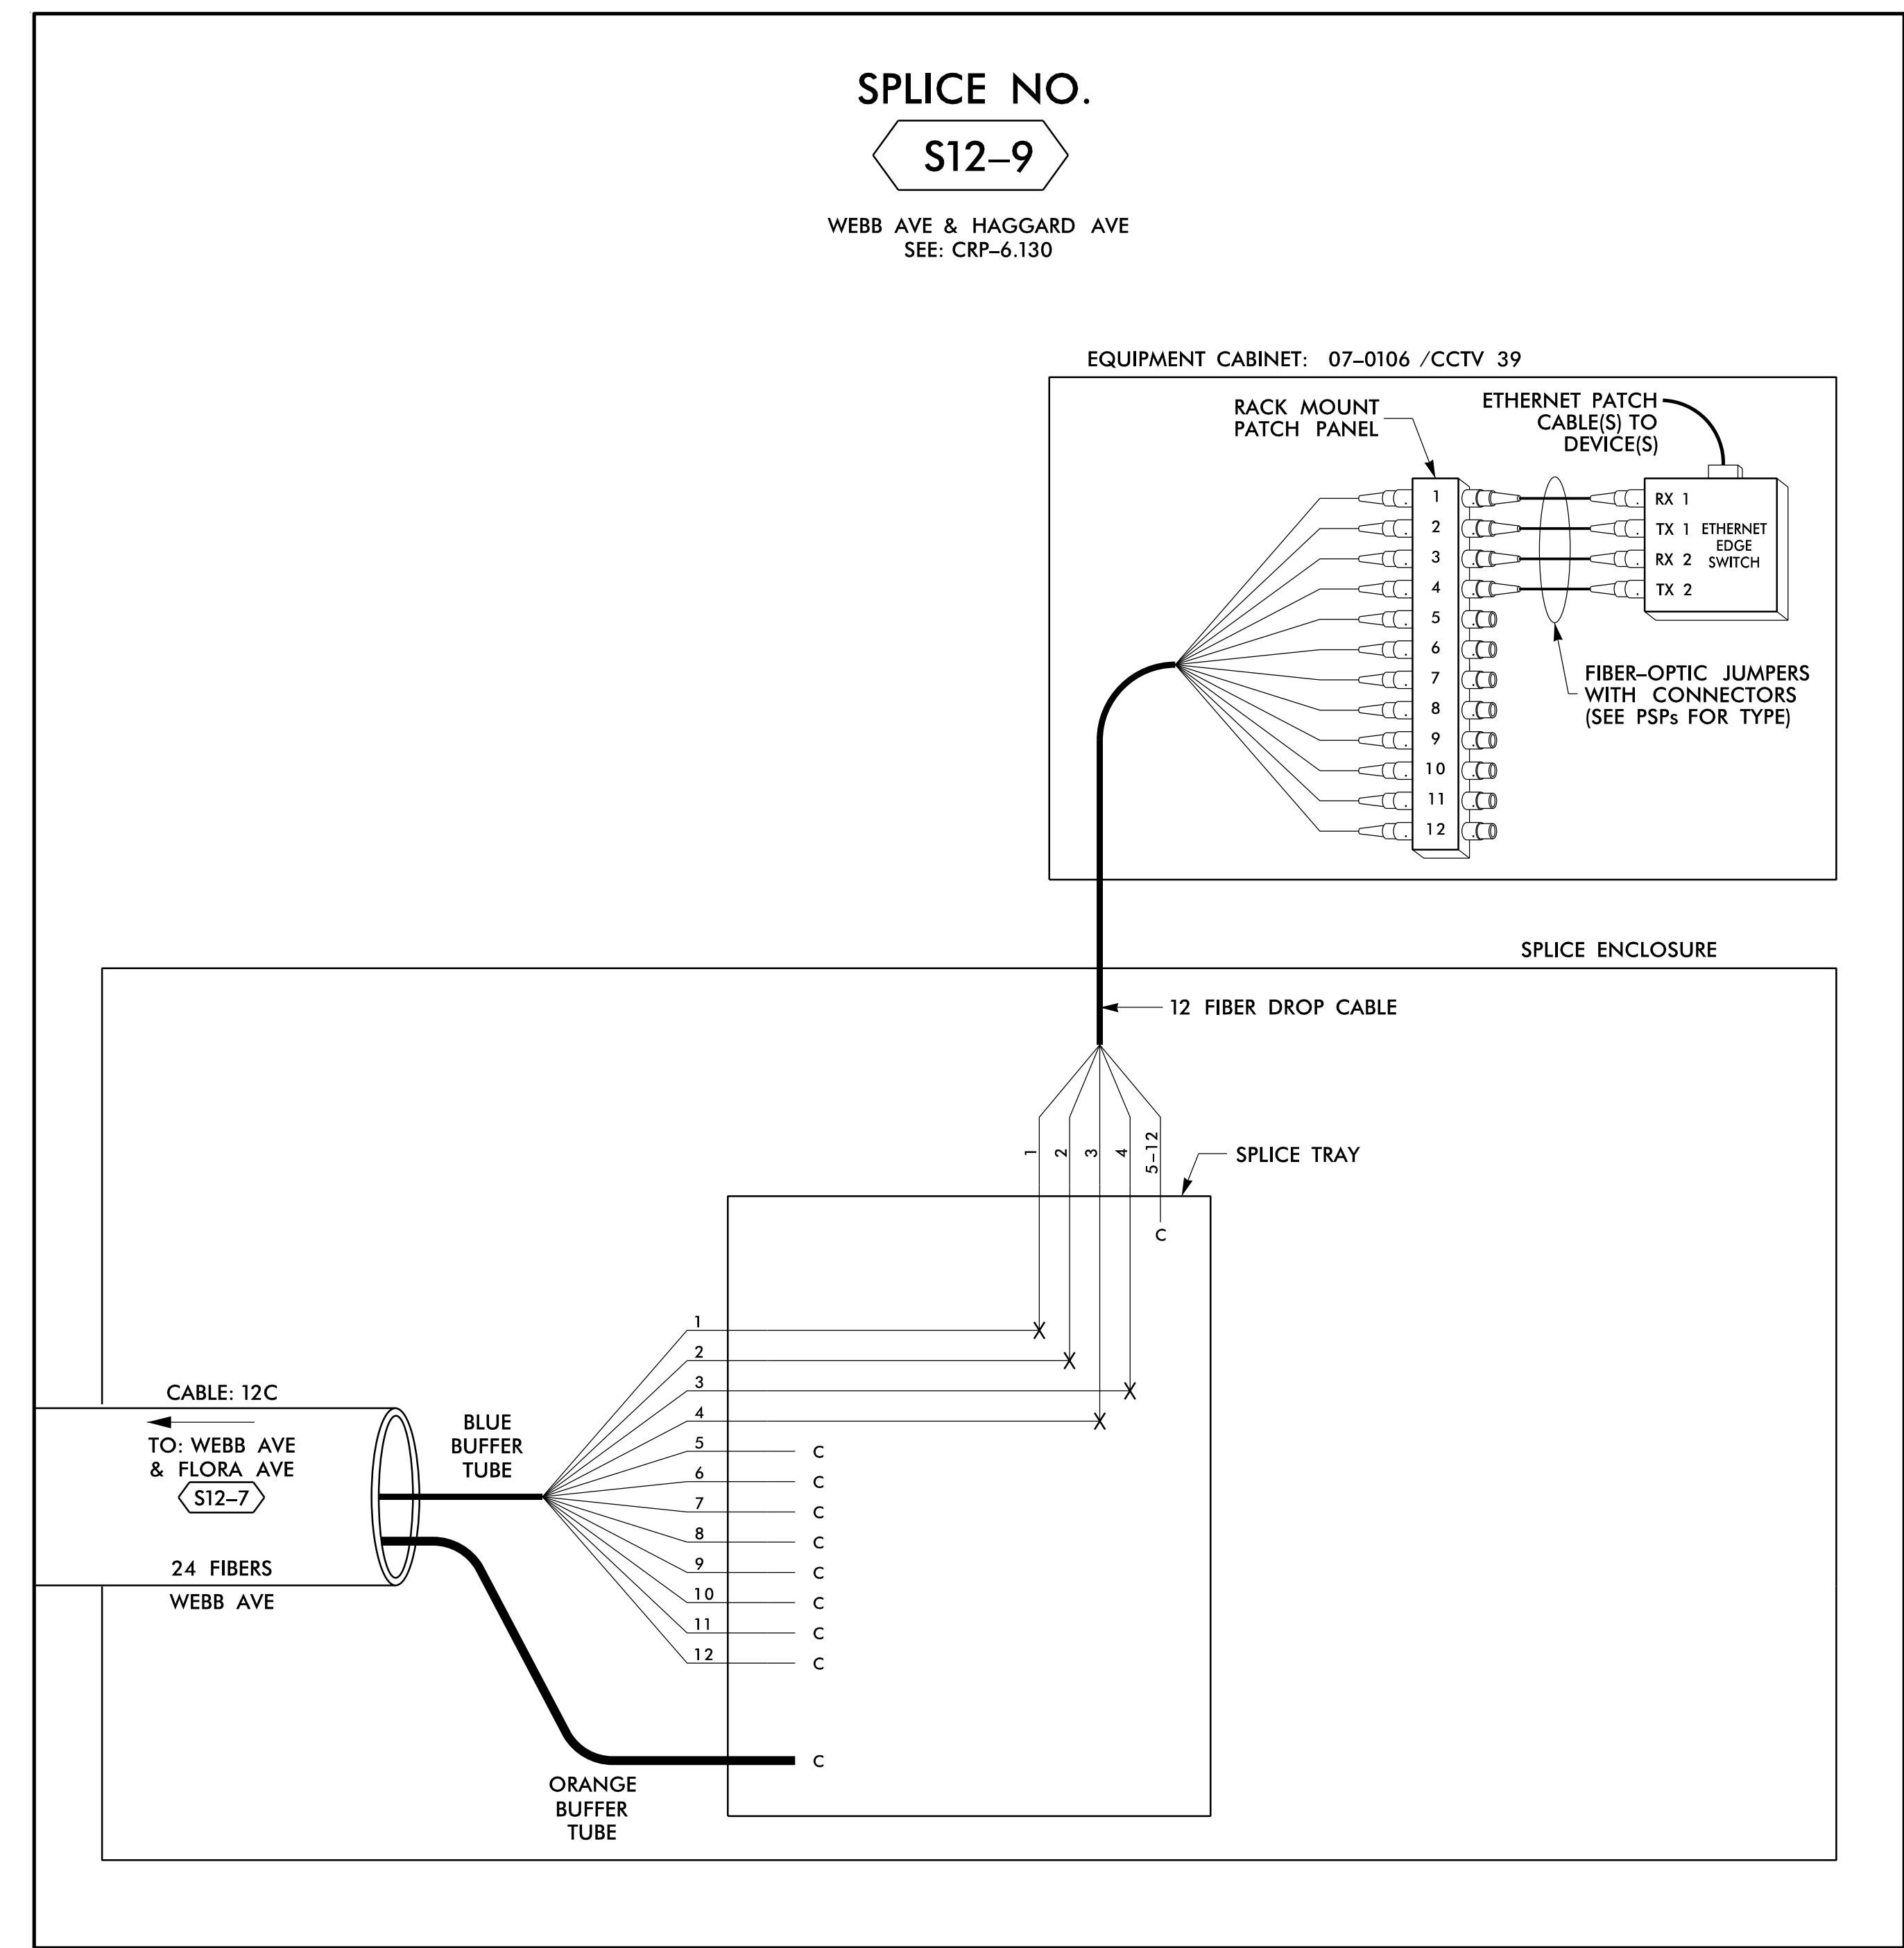 SPLICE NO.
S12–9
WEBB AVE & HAGGARD AVE
SEE: CRP–6.130
EQUIPMENT CABINET: 07–0106 /CCTV 39
RACK MOUNT
PATCH PANEL
ETHERNET PATCH
CABLE(S) TO
DEVICE(S)
1
2
3
4
5
6
7
8
9
10
11
12
RX 1
TX 1
RX 2
TX 2
ETHERNET
EDGE
SWITCH
FIBER–OPTIC JUMPERS
WITH CONNECTORS
(SEE PSPs FOR TYPE)
SPLICE ENCLOSURE
12 FIBER DROP CABLE
1
2
3
4
5–12
SPLICE TRAY
C
CABLE: 12C
TO: WEBB AVE
& FLORA AVE
S12–7
24 FIBERS
WEBB AVE
BLUE
BUFFER
TUBE
1
2
3
4
5 C
6 C
7 C
8 C
9 C
10 C
11 C
12 C
C
ORANGE
BUFFER
TUBE